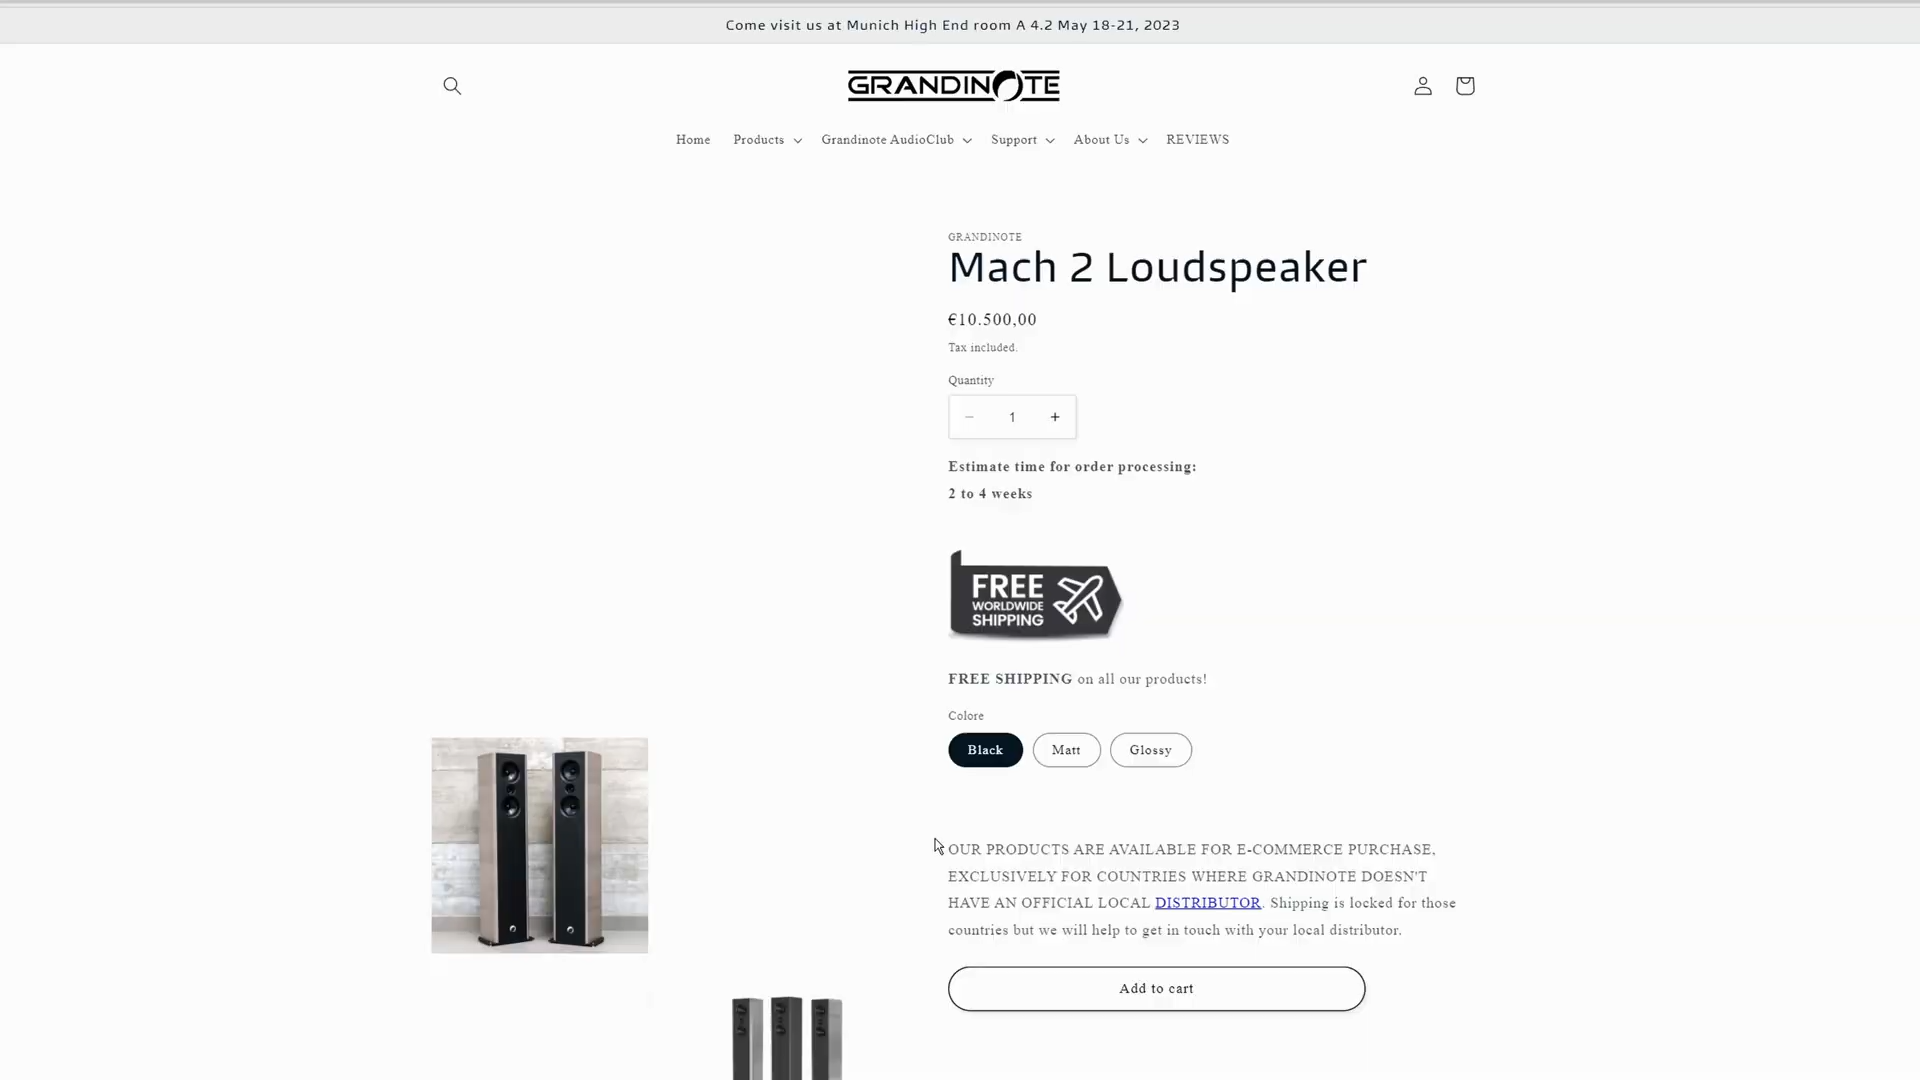 Come visit us at Munich High End room A 4.2 May 18-21, 2023
GRANDINOTE
Home Products Grandinote AudioClub Support About Us REVIEWS
GRANDINOTE
Mach 2 Loudspeaker
€10.500,00
Tax included.
Quantity
1
Estimate time for order processing:
2 to 4 weeks
FREE
WORLDWIDE
SHIPPING
FREE SHIPPING on all our products!
Colore
Black Matt Glossy
OUR PRODUCTS ARE AVAILABLE FOR E-COMMERCE PURCHASE,
EXCLUSIVELY FOR COUNTRIES WHERE GRANDINOTE DOESN'T
HAVE AN OFFICIAL LOCAL DISTRIBUTOR. Shipping is locked for those
countries but we will help to get in touch with your local distributor.
Add to cart